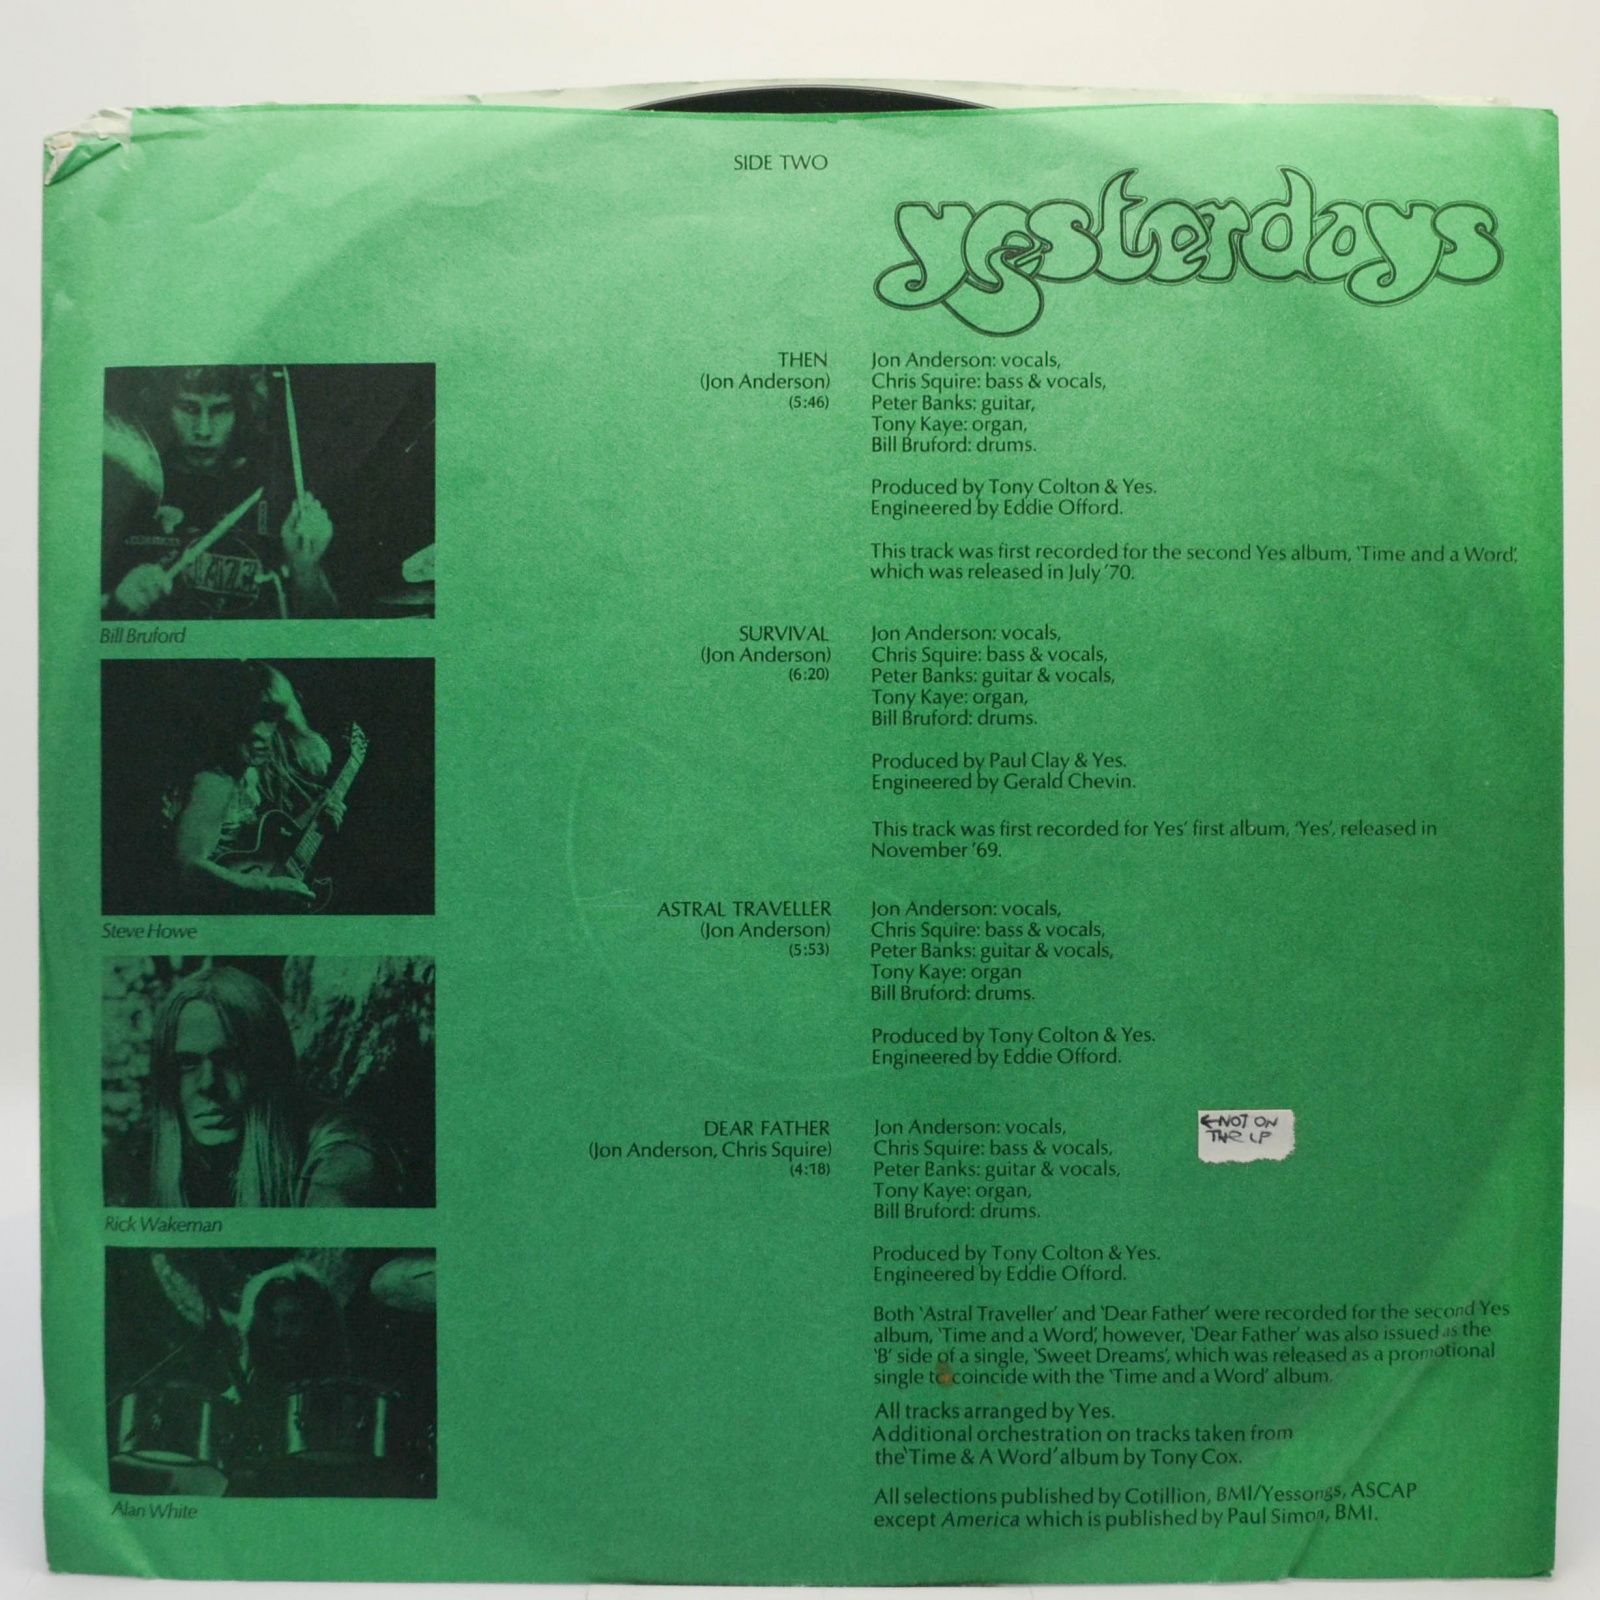 SIDE TWO
yesterdays
THEN
(Jon Anderson)
(5:46)
Jon Anderson: vocals,
Chris Squire: bass & vocals,
Peter Banks: guitar,
Tony Kaye: organ,
Bill Bruford: drums.
Produced by Tony Colton & Yes.
Engineered by Eddie Offord.
This track was first recorded for the second Yes album, 'Time and a Word',
which was released in July '70.
Bill Bruford
SURVIVAL
(Jon Anderson)
(6:20)
Jon Anderson: vocals,
Chris Squire: bass & vocals,
Peter Banks: guitar & vocals,
Tony Kaye: organ,
Bill Bruford: drums.
Produced by Paul Clay & Yes.
Engineered by Gerald Chevin.
This track was first recorded for Yes' first album, 'Yes', released in
November '69.
Steve Howe
ASTRAL TRAVELLER
(Jon Anderson)
(5:53)
Jon Anderson: vocals,
Chris Squire: bass & vocals,
Peter Banks: guitar & vocals,
Tony Kaye: organ
Bill Bruford: drums.
Produced by Tony Colton & Yes.
Engineered by Eddie Offord.
Rick Wakeman
DEAR FATHER
(Jon Anderson, Chris Squire)
(4:18)
Jon Anderson: vocals,
Chris Squire: bass & vocals,
Peter Banks: guitar & vocals,
Tony Kaye: organ,
Bill Bruford: drums.
←NOT ON
THE LP
Produced by Tony Colton & Yes.
Engineered by Eddie Offord.
Both 'Astral Traveller' and 'Dear Father' were recorded for the second Yes
album, 'Time and a Word', however, 'Dear Father' was also issued as the
'B' side of a single, 'Sweet Dreams', which was released as a promotional
single to coincide with the 'Time and a Word' album.
All tracks arranged by Yes.
Additional orchestration on tracks taken from
the 'Time & A Word' album by Tony Cox.
All selections published by Cotillion, BMI/Yessongs, ASCAP
except America which is published by Paul Simon, BMI.
Alan White